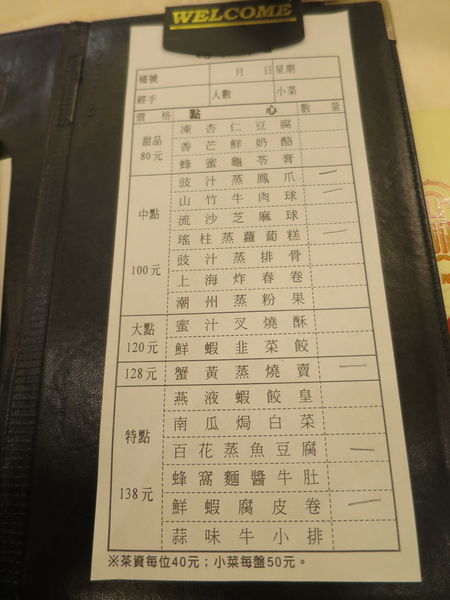 WELCOME
檯號 月 日 星期
經手 人數 小菜
價格 點心 數量
甜品 80元
凍杏仁豆腐
香芒鮮奶酪
蜂蜜龜苓膏
中點 100元
豉汁蒸鳳爪
山竹牛肉球
流沙芝麻球
瑤柱蒸蘿蔔糕
豉汁蒸排骨
上海炸春卷
潮州蒸粉果
大點 120元
蜜汁叉燒酥
鮮蝦韭菜餃
128元 蟹黃蒸燒賣
特點 138元
燕液蝦餃皇
南瓜焗白菜
百花蒸魚豆腐
蜂窩麵醬牛肚
鮮蝦腐皮卷
蒜味牛小排
※茶資每位40元；小菜每盤50元。